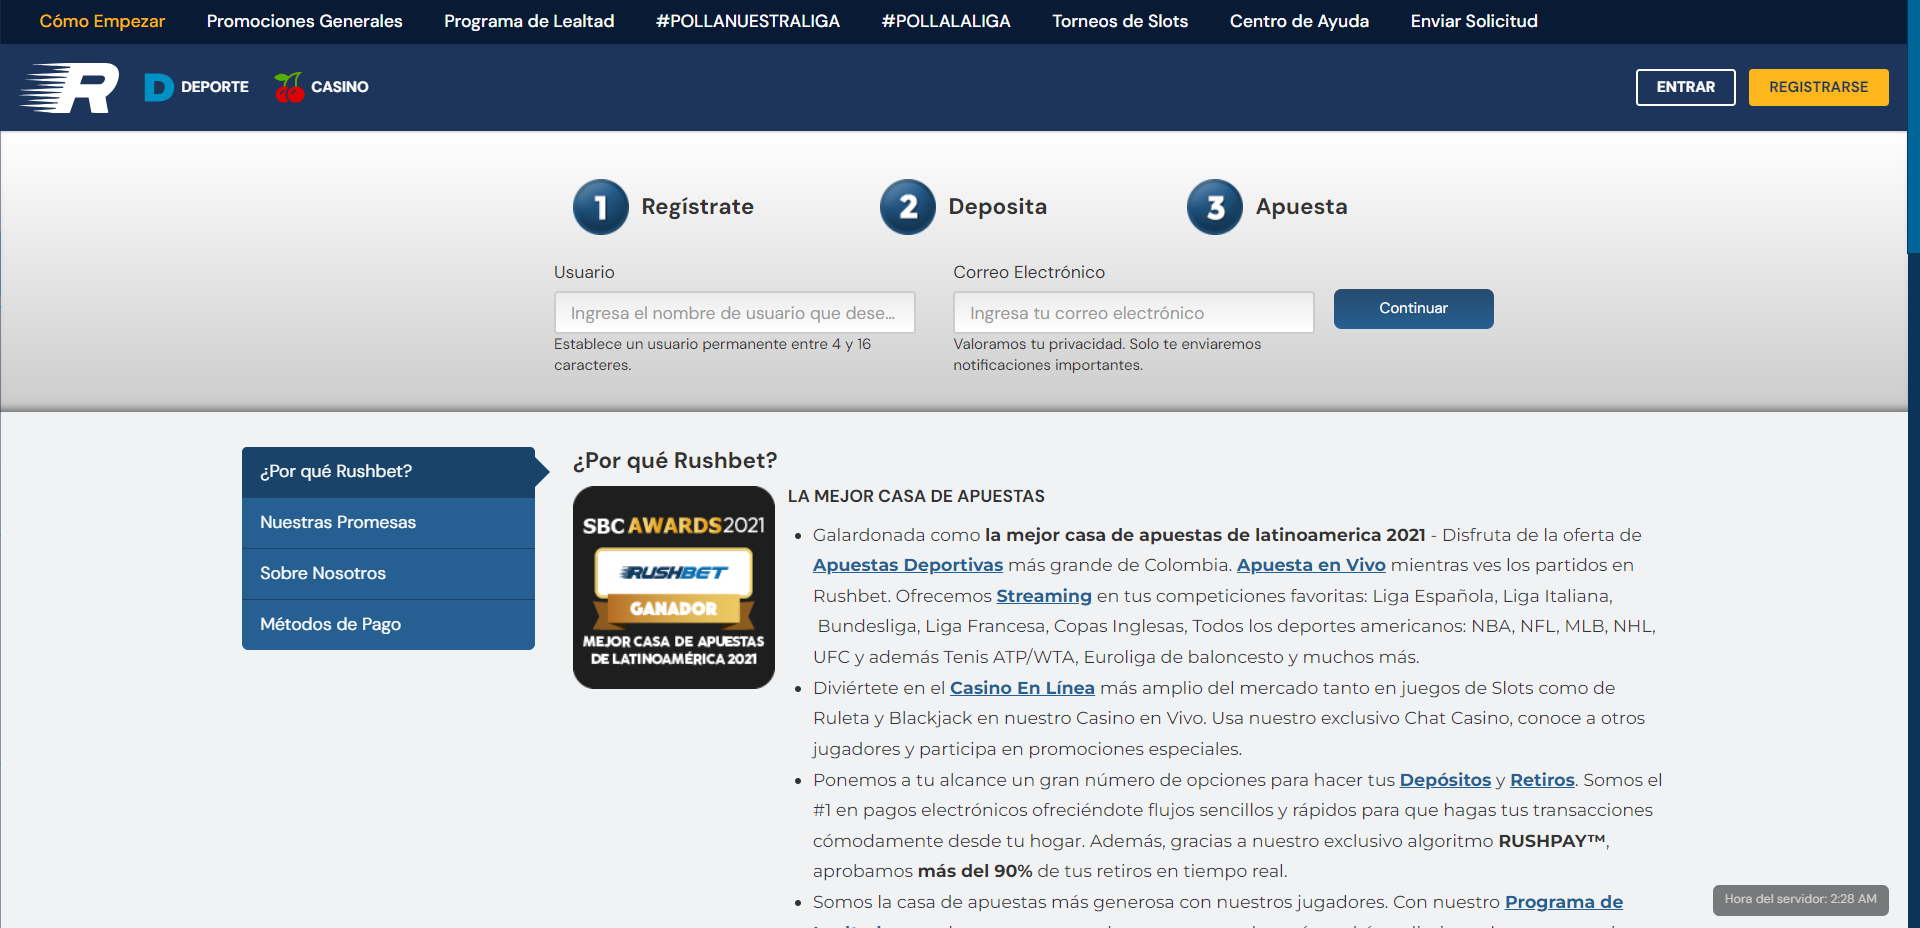 Cómo Empezar Promociones Generales Programa de Lealtad #POLLANUESTRALIGA #POLLALALIGA Torneos de Slots Centro de Ayuda Enviar Solicitud
R D DEPORTE CASINO ENTRAR REGISTRARSE
1 Regístrate 2 Deposita 3 Apuesta
Usuario Correo Electrónico
Ingresa el nombre de usuario que dese... Ingresa tu correo electrónico Continuar
Establece un usuario permanente entre 4 y 16
caracteres.
Valoramos tu privacidad. Solo te enviaremos
notificaciones importantes.
¿Por qué Rushbet?
Nuestras Promesas
Sobre Nosotros
Métodos de Pago
¿Por qué Rushbet?
SBC AWARDS 2021
RUSHBET
GANADOR
MEJOR CASA DE APUESTAS
DE LATINOAMÉRICA 2021
LA MEJOR CASA DE APUESTAS
• Galardonada como la mejor casa de apuestas de latinoamerica 2021 - Disfruta de la oferta de
Apuestas Deportivas más grande de Colombia. Apuesta en Vivo mientras ves los partidos en
Rushbet. Ofrecemos Streaming en tus competiciones favoritas: Liga Española, Liga Italiana,
Bundesliga, Liga Francesa, Copas Inglesas, Todos los deportes americanos: NBA, NFL, MLB, NHL,
UFC y además Tenis ATP/WTA, Euroliga de baloncesto y muchos más.
• Diviértete en el Casino En Línea más amplio del mercado tanto en juegos de Slots como de
Ruleta y Blackjack en nuestro Casino en Vivo. Usa nuestro exclusivo Chat Casino, conoce a otros
jugadores y participa en promociones especiales.
• Ponemos a tu alcance un gran número de opciones para hacer tus Depósitos y Retiros. Somos el
#1 en pagos electrónicos ofreciéndote flujos sencillos y rápidos para que hagas tus transacciones
cómodamente desde tu hogar. Además, gracias a nuestro exclusivo algoritmo RUSHPAY™,
aprobamos más del 90% de tus retiros en tiempo real.
• Somos la casa de apuestas más generosa con nuestros jugadores. Con nuestro Programa de
Hora del servidor: 2:28 AM